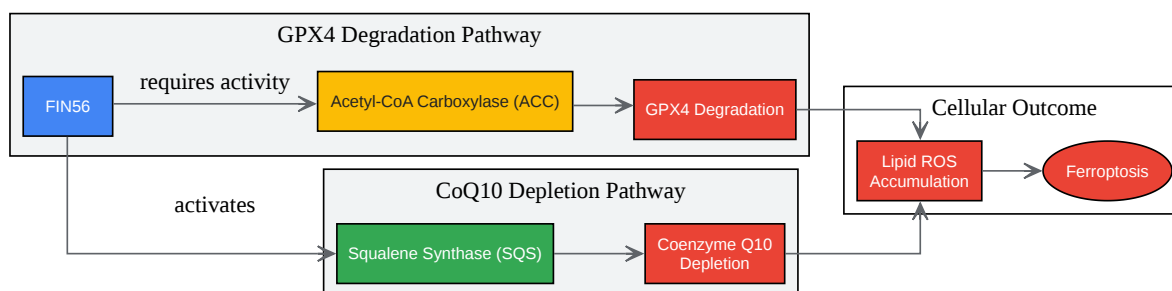 GPX4 Degradation Pathway
FIN56
requires activity
Acetyl-CoA Carboxylase (ACC)
GPX4 Degradation
Cellular Outcome
Lipid ROS
Accumulation
Ferroptosis
activates
CoQ10 Depletion Pathway
Squalene Synthase (SQS)
Coenzyme Q10
Depletion